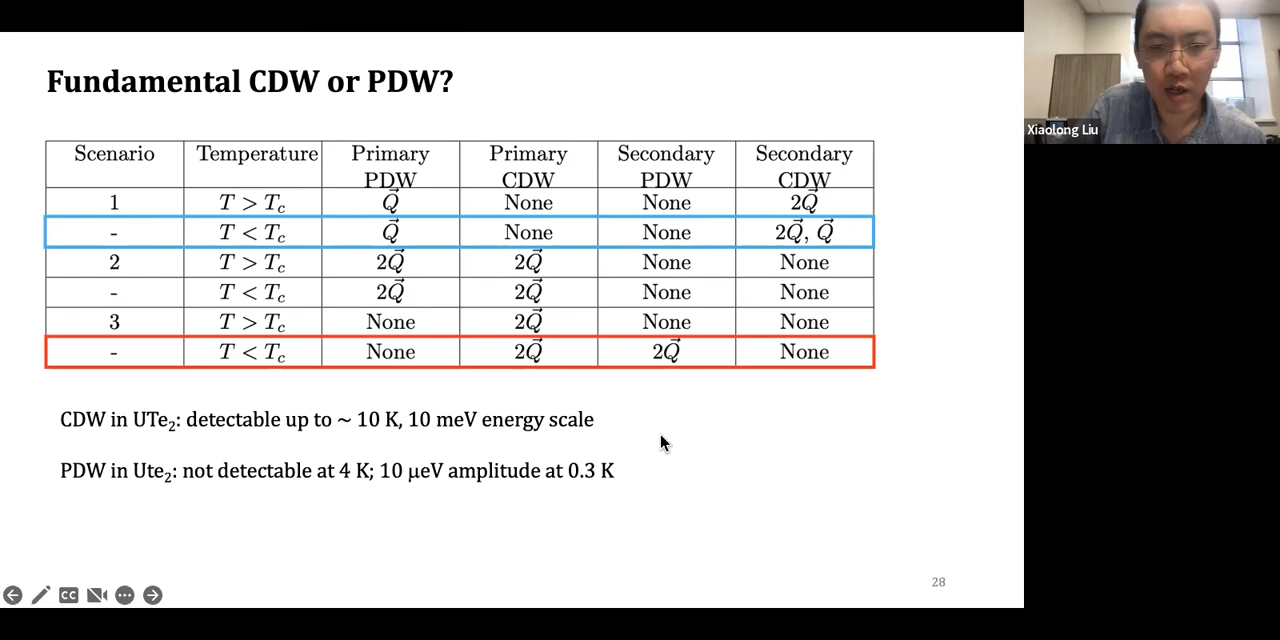 Fundamental CDW or PDW?
Scenario Temperature Primary PDW Primary CDW Secondary PDW Secondary CDW
1 T > T_c Q⃗ None None 2Q⃗
- T < T_c Q⃗ None None 2Q⃗, Q⃗
2 T > T_c 2Q⃗ 2Q⃗ None None
- T < T_c 2Q⃗ 2Q⃗ None None
3 T > T_c None 2Q⃗ None None
- T < T_c None 2Q⃗ 2Q⃗ None
CDW in UTe₂: detectable up to ~ 10 K, 10 meV energy scale
PDW in Ute₂: not detectable at 4 K; 10 μeV amplitude at 0.3 K
28
CC
Xiaolong Liu